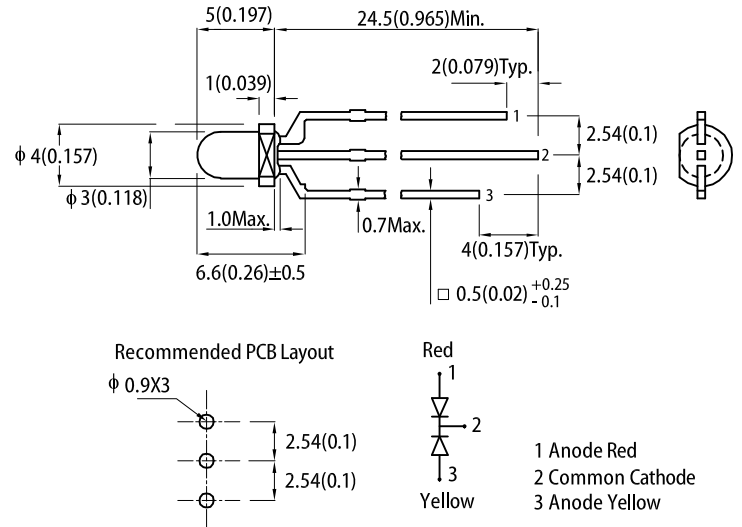 5(0.197)
24.5(0.965)Min.
2(0.079)Typ.
1(0.039)
1
2.54(0.1)
ϕ 4(0.157)
2
2.54(0.1)
ϕ 3(0.118)
3
1.0Max.
0.7Max.
4(0.157)Typ.
6.6(0.26)±0.5
□ 0.5(0.02) +0.25
- 0.1
Recommended PCB Layout
Red
ϕ 0.9X3
1
2.54(0.1)
2
2.54(0.1)
3
Yellow
1 Anode Red
2 Common Cathode
3 Anode Yellow